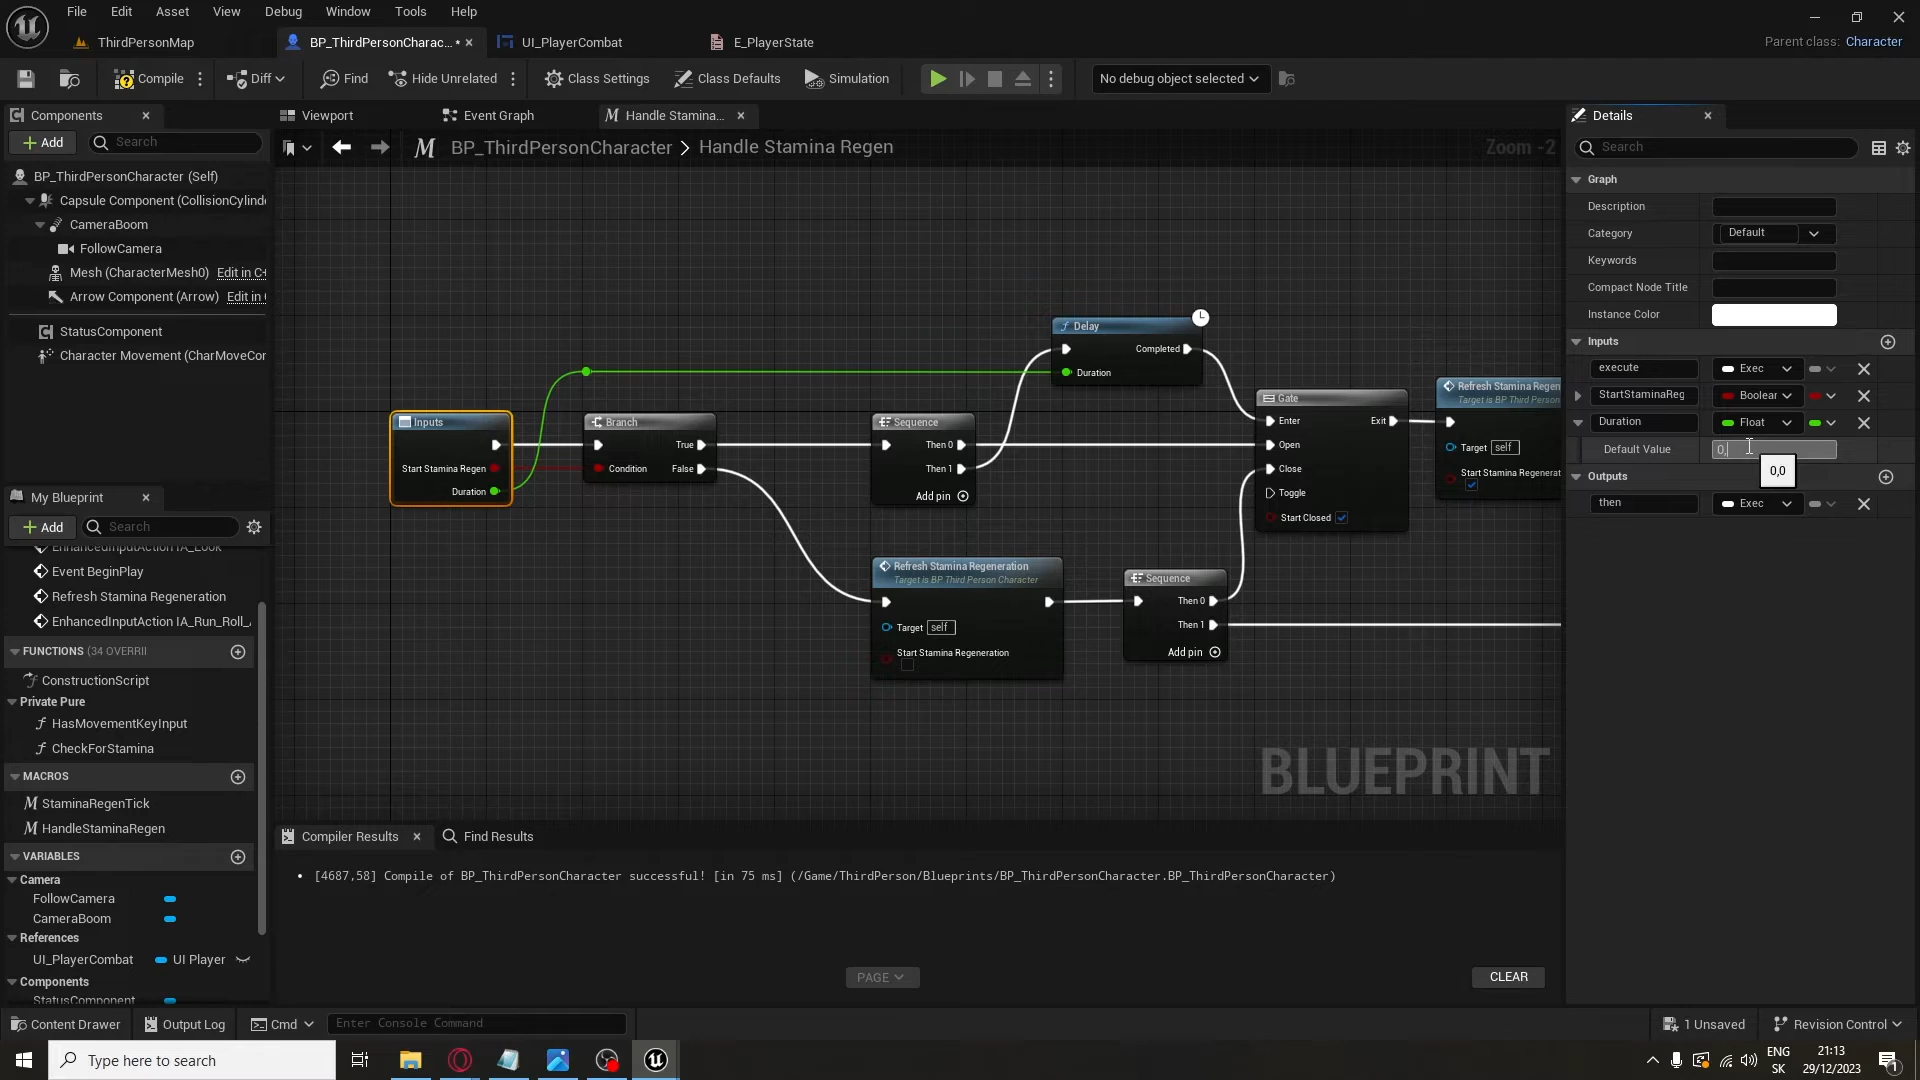 File Edit Asset View Debug Window Tools Help
ThirdPersonMap
BP_ThirdPersonCharac... *
UI_PlayerCombat
E_PlayerState
Parent class: Character
Compile
Diff
Find
Hide Unrelated
Class Settings
Class Defaults
Simulation
No debug object selected
Components
Add
Search
BP_ThirdPersonCharacter (Self)
Capsule Component (CollisionCylinde
CameraBoom
FollowCamera
Mesh (CharacterMesh0) Edit in C+
Arrow Component (Arrow) Edit in
StatusComponent
Character Movement (CharMoveCor
My Blueprint
Add
Search
EnhancedInputAction IA_Look
Event BeginPlay
Refresh Stamina Regeneration
EnhancedInputAction IA_Run_Roll_
FUNCTIONS (34 OVERRII
ConstructionScript
Private Pure
HasMovementKeyInput
CheckForStamina
MACROS
StaminaRegenTick
HandleStaminaRegen
VARIABLES
Camera
FollowCamera
CameraBoom
References
UI_PlayerCombat UI Player
Components
StatusComponent
Viewport
Event Graph
Handle Stamina...
BP_ThirdPersonCharacter > Handle Stamina Regen
Zoom -2
Inputs
Start Stamina Regen
Duration
Branch
True
Condition False
Sequence
Then 0
Then 1
Add pin
Delay
Completed
Duration
Gate
Enter Exit
Open
Close
Toggle
Start Closed
Refresh Stamina Regen
Target is BP Third Person
Target self
Start Stamina Regenerat
Refresh Stamina Regeneration
Target is BP Third Person Character
Target self
Start Stamina Regeneration
Sequence
Then 0
Then 1
Add pin
BLUEPRINT
Compiler Results
Find Results
[4687,58] Compile of BP_ThirdPersonCharacter successful! [in 75 ms] (/Game/ThirdPerson/Blueprints/BP_ThirdPersonCharacter.BP_ThirdPersonCharacter)
PAGE
CLEAR
Details
Search
Graph
Description
Category Default
Keywords
Compact Node Title
Instance Color
Inputs
execute Exec
StartStaminaReg Boolear
Duration Float
Default Value 0,
0,0
Outputs
then Exec
Content Drawer
Output Log
Cmd
Enter Console Command
1 Unsaved
Revision Control
Type here to search
ENG
SK
21:13
29/12/2023
1